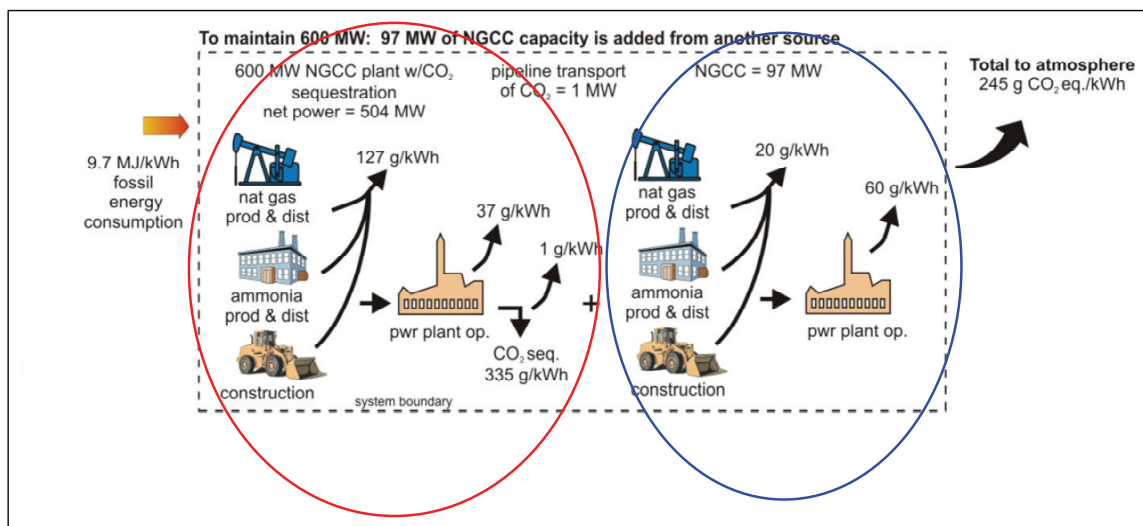 To maintain 600 MW: 97 MW of NGCC capacity is added from another source
600 MW NGCC plant w/CO₂
sequestration
net power = 504 MW
pipeline transport
of CO₂ = 1 MW
NGCC = 97 MW
Total to atmosphere
245 g CO₂ eq./kWh
9.7 MJ/kWh
fossil
energy
consumption
127 g/kWh
nat gas
prod & dist
37 g/kWh
1 g/kWh
ammonia
prod & dist
pwr plant op.
CO₂ seq.
335 g/kWh
construction
+
20 g/kWh
nat gas
prod & dist
60 g/kWh
ammonia
prod & dist
pwr plant op.
construction
system boundary